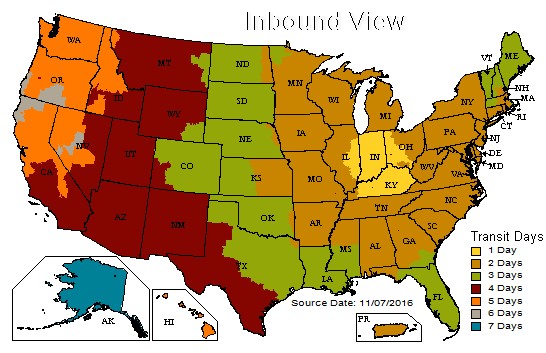 Inbound View
WA
OR
CA
NV
ID
MT
WY
UT
AZ
CO
NM
ND
SD
NE
KS
OK
TX
MN
IA
MO
AR
LA
WI
IL
MI
IN
OH
KY
TN
MS
AL
GA
FL
SC
NC
VA
WV
PA
NY
VT
ME
NH
MA
RI
CT
NJ
DE
MD
AK
HI
PR
Source Date: 11/07/2016
Transit Days
1 Day
2 Days
3 Days
4 Days
5 Days
6 Days
7 Days